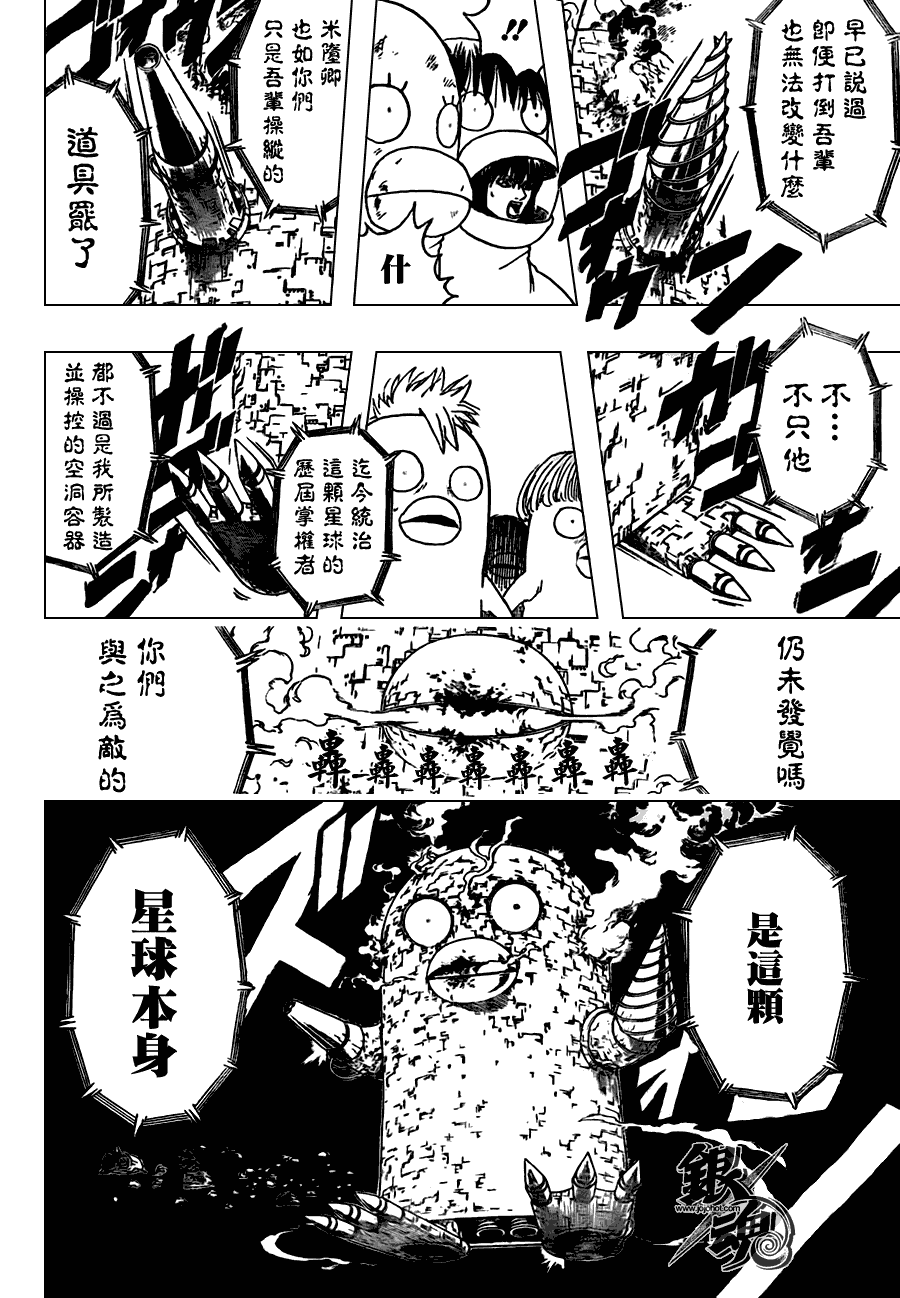 早已說過
即便打倒吾輩
也無法改變什麼
!!
什
米墮卿
也如你們
只是吾輩操縱的
道具罷了
不…
不只他
迄今統治
這顆星球的
歷屆掌權者
都不過是我所製造
並操控的空洞容器
仍未發覺嗎
轟轟轟轟轟轟轟
你們
與之為敵的
是這顆
星球本身
銀魂
www.jojohot.com